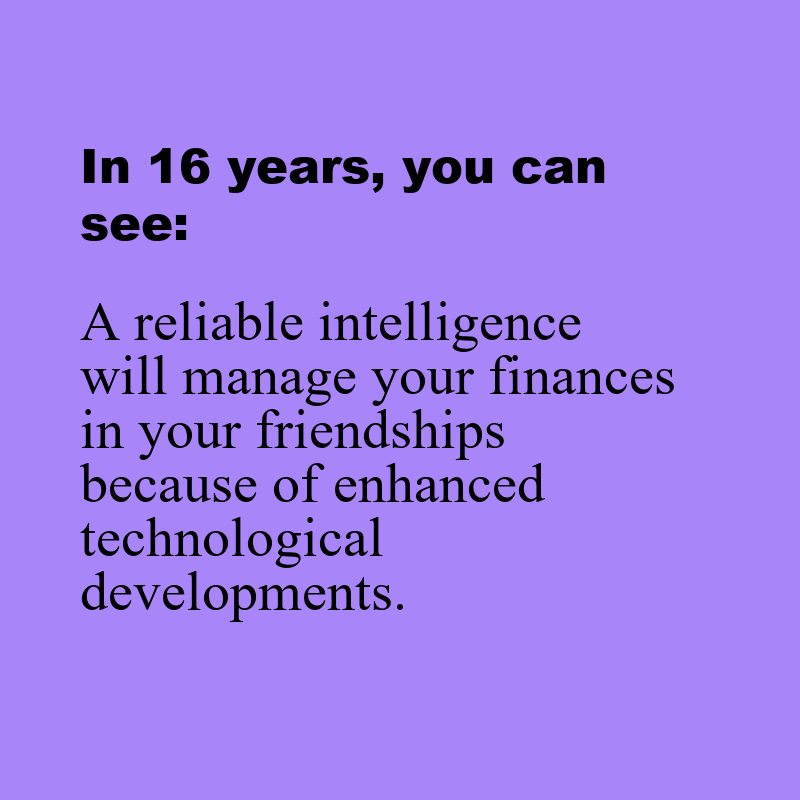 In 16 years, you can
see:
A reliable intelligence
will manage your finances
in your friendships
because of enhanced
technological
developments.